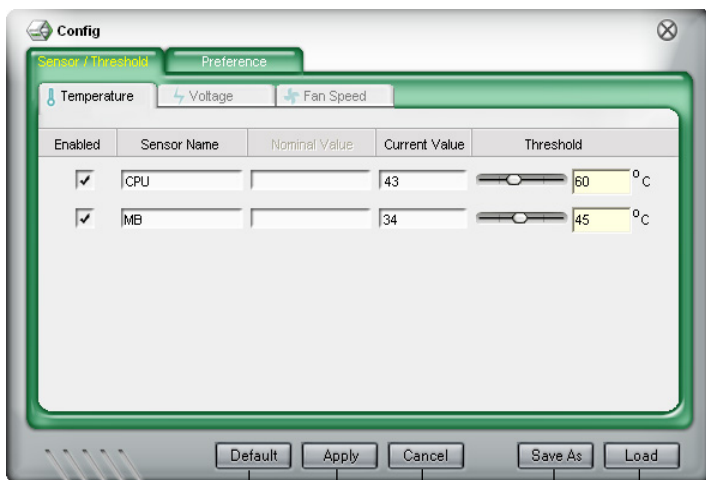 Config
Sensor / Threshold Preference
Temperature Voltage Fan Speed
Enabled Sensor Name Nominal Value Current Value Threshold
CPU 43 60 °C
MB 34 45 °C
Default Apply Cancel Save As Load